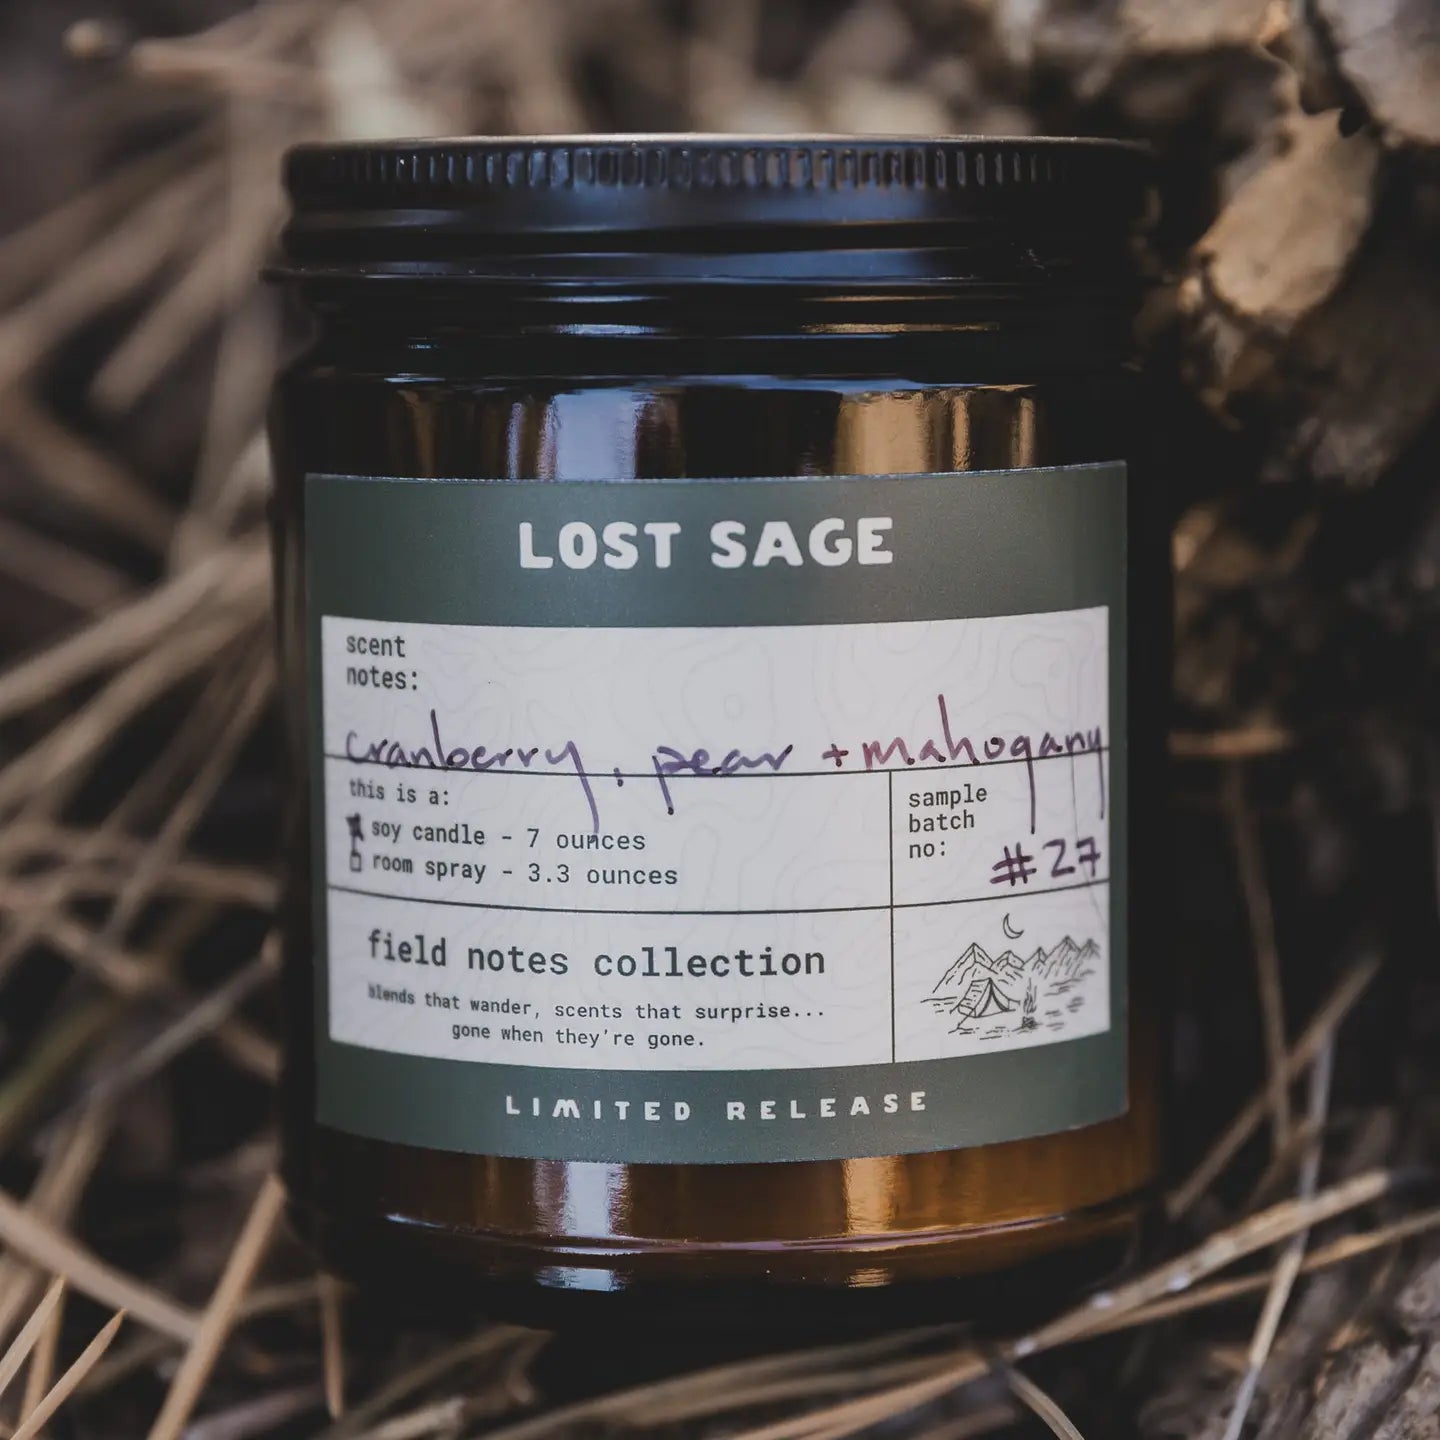 LOST SAGE
scent
notes:
cranberry, pear + mahogany
this is a:
soy candle - 7 ounces
room spray - 3.3 ounces
sample
batch
no:
#27
field notes collection
blends that wander, scents that surprise...
gone when they're gone.
LIMITED RELEASE